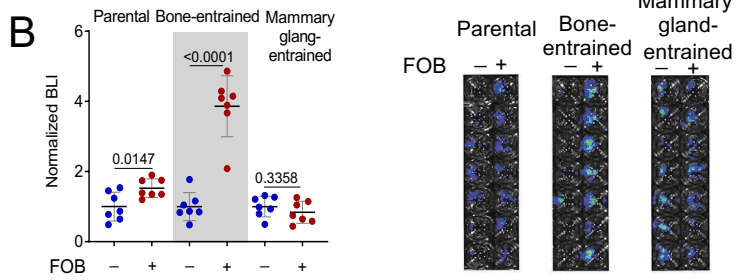 B
Parental Bone-entrained Mammary
glang-
entrained
Normalized BLI
6
4
2
0
0.0147
<0.0001
0.3358
FOB – + – + – +
Mammary
gland-
entrained
Bone-
entrained
Parental
FOB – + – + – +